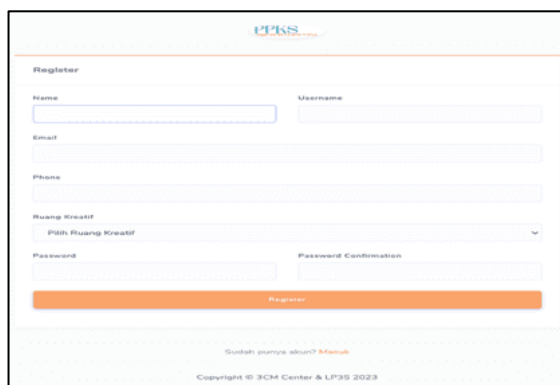 PPKS
Register
Name Username
Email
Phone
Ruang Kreatif
Pilih Ruang Kreatif
Password Password Confirmation
Register
Sudah punya akun? Masuk
Copyright © 3CM Center & LP3S 2023